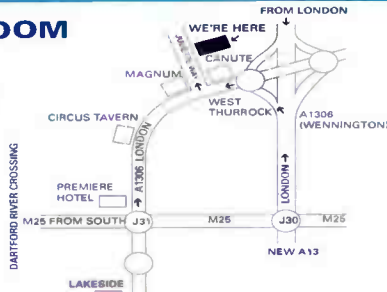 OOM
FROM LONDON
WE'RE HERE
CANUTE
MAGNUM
WEST
THURROCK
A1306
(WENNINGTON)
CIRCUS TAVERN
A1306 LONDON
LONDON
DARTFORD RIVER CROSSING
PREMIERE
HOTEL
M25 FROM SOUTH
J31
M25
J30
M25
NEW A13
LAKESIDE